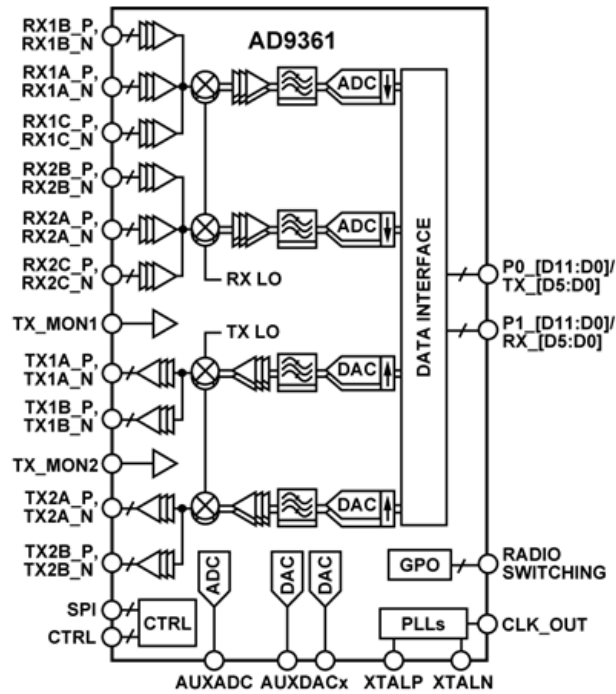 AD9361
RX1B_P,
RX1B_N
RX1A_P,
RX1A_N
RX1C_P,
RX1C_N
RX2B_P,
RX2B_N
RX2A_P,
RX2A_N
RX2C_P,
RX2C_N
TX_MON1
TX1A_P,
TX1A_N
TX1B_P,
TX1B_N
TX_MON2
TX2A_P,
TX2A_N
TX2B_P,
TX2B_N
SPI
CTRL
CTRL
ADC
ADC
RX LO
TX LO
DAC
DAC
DATA INTERFACE
P0_[D11:D0]/
TX_[D5:D0]
P1_[D11:D0]/
RX_[D5:D0]
ADC
DAC
DAC
GPO
RADIO
SWITCHING
PLLs
CLK_OUT
AUXADC
AUXDACx
XTALP
XTALN